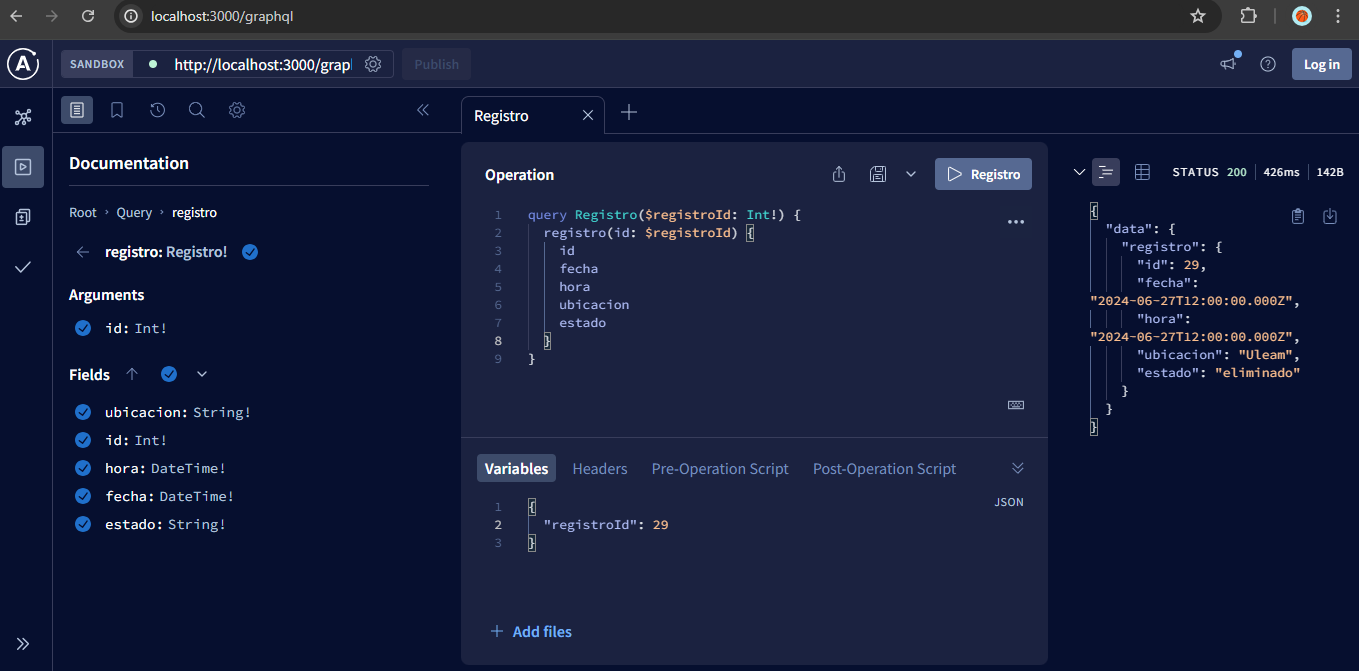 localhost:3000/graphql
SANDBOX http://localhost:3000/grap Publish Log in
Documentation
Root › Query › registro
registro: Registro!
Arguments
id: Int!
Fields
ubicacion: String!
id: Int!
hora: DateTime!
fecha: DateTime!
estado: String!
Registro
Operation
Registro
1 query Registro($registroId: Int!) {
2 registro(id: $registroId) {
3 id
4 fecha
5 hora
6 ubicacion
7 estado
8 }
9 }
Variables Headers Pre-Operation Script Post-Operation Script
JSON
1 {
2 "registroId": 29
3 }
+ Add files
STATUS 200 426ms 142B
{
"data": {
"registro": {
"id": 29,
"fecha":
"2024-06-27T12:00:00.000Z",
"hora":
"2024-06-27T12:00:00.000Z",
"ubicacion": "Uleam",
"estado": "eliminado"
}
}
}